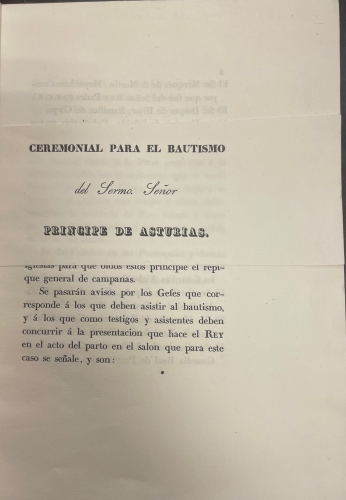 CEREMONIAL PARA EL BAUTISMO
del Sermo. Señor
PRINCIPE DE ASTURIAS.
iglesias para que oidos estos principie el repi-
que general de campanas.
Se pasarán avisos por los Gefes que cor-
responde á los que deben asistir al bautismo,
y á los que como testigos y asistentes deben
concurrir á la presentacion que hace el REY
en el acto del parto en el salon que para este
caso se señale, y son: